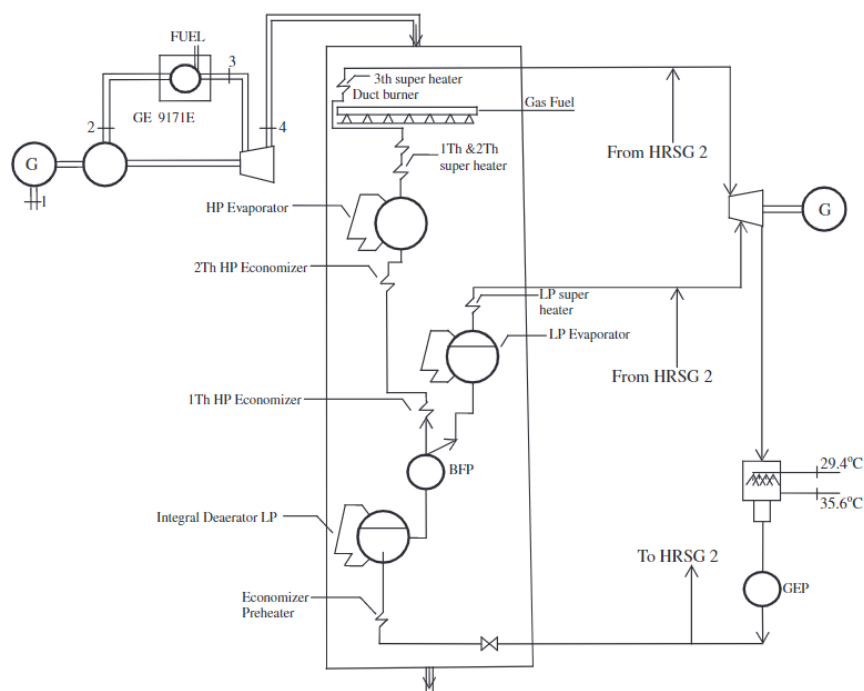 FUEL
3
3th super heater
Duct burner
Gas Fuel
2
GE 9171E
4
G
1
1Th &2Th
super heater
From HRSG 2
G
HP Evaporator
2Th HP Economizer
LP super
heater
LP Evaporator
From HRSG 2
1Th HP Economizer
BFP
29.4°C
35.6°C
Integral Deaerator LP
To HRSG 2
GEP
Economizer
Preheater